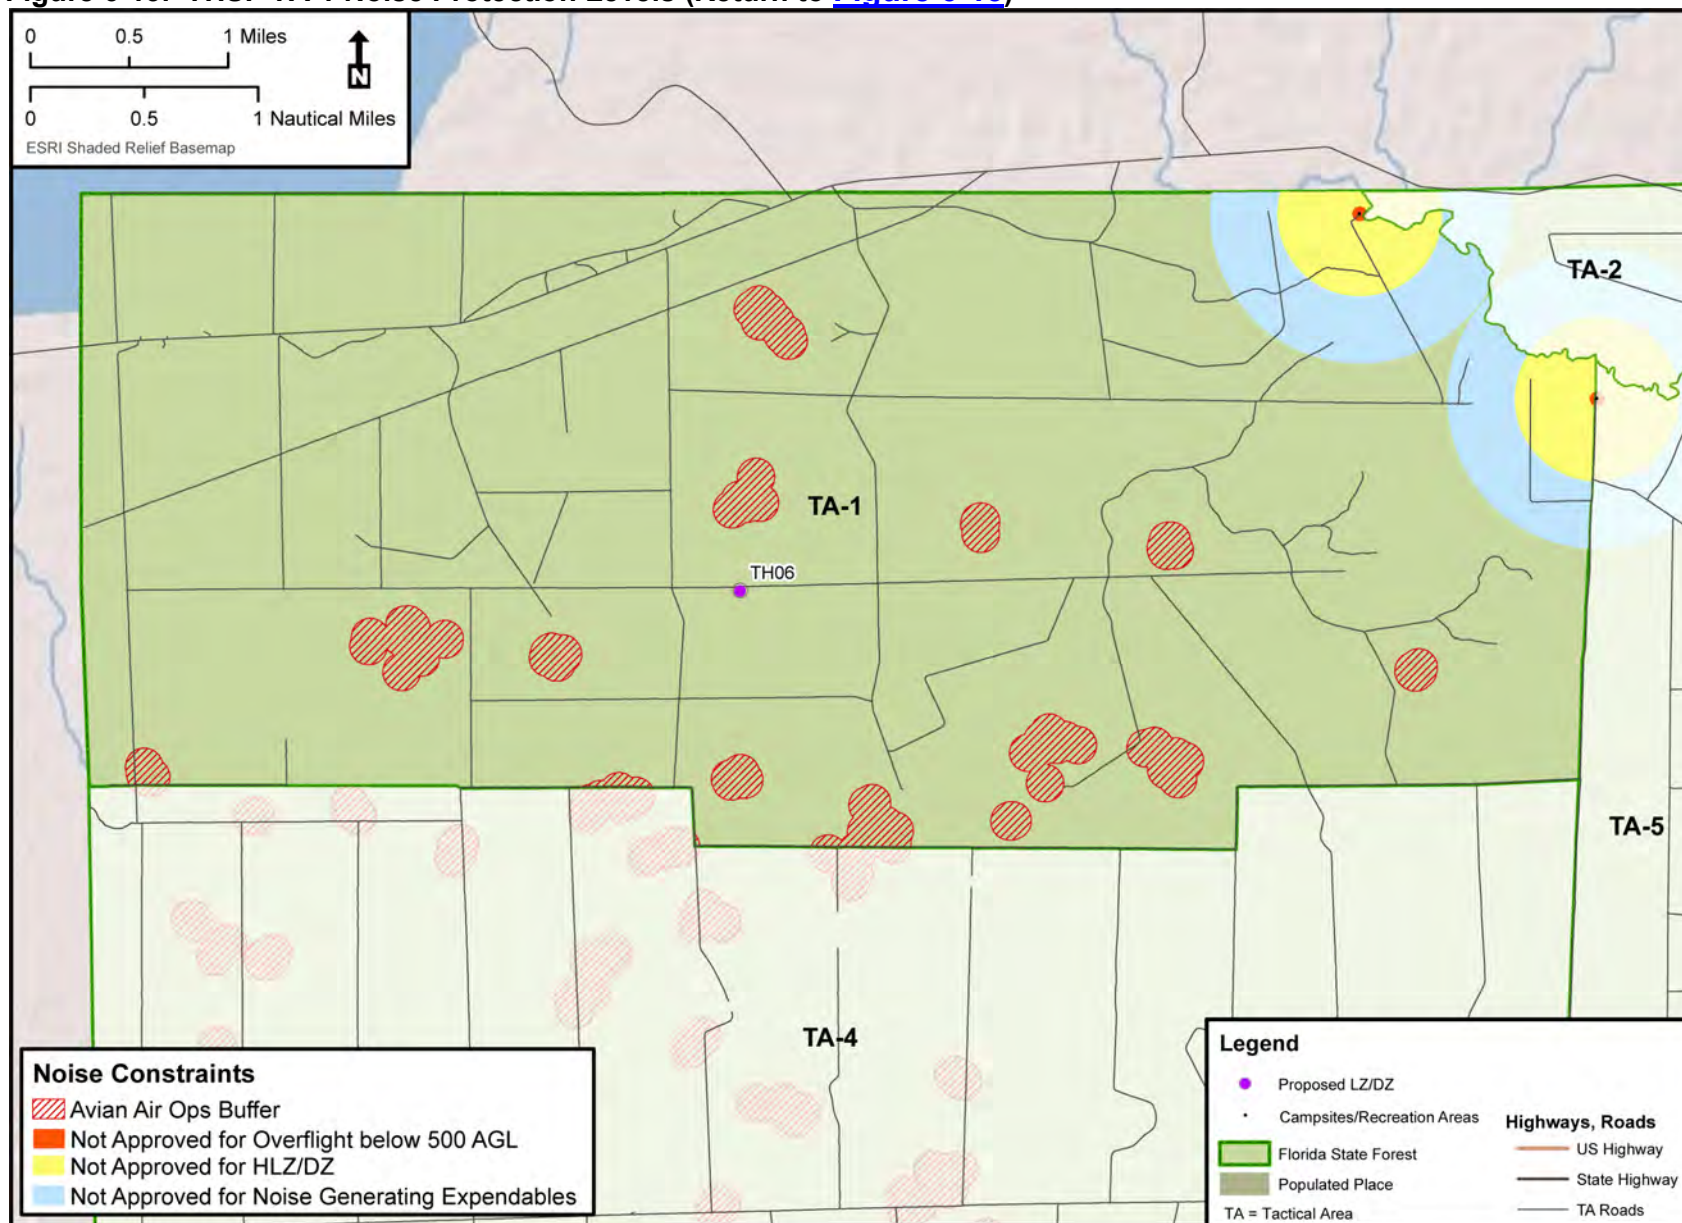 0 0.5 1 Miles
N
0 0.5 1 Nautical Miles
ESRI Shaded Relief Basemap
TA-2
TA-1
TH06
TA-5
TA-4
Noise Constraints
Avian Air Ops Buffer
Not Approved for Overflight below 500 AGL
Not Approved for HLZ/DZ
Not Approved for Noise Generating Expendables
Legend
Proposed LZ/DZ
Campsites/Recreation Areas
Florida State Forest
Populated Place
TA = Tactical Area
Highways, Roads
US Highway
State Highway
TA Roads